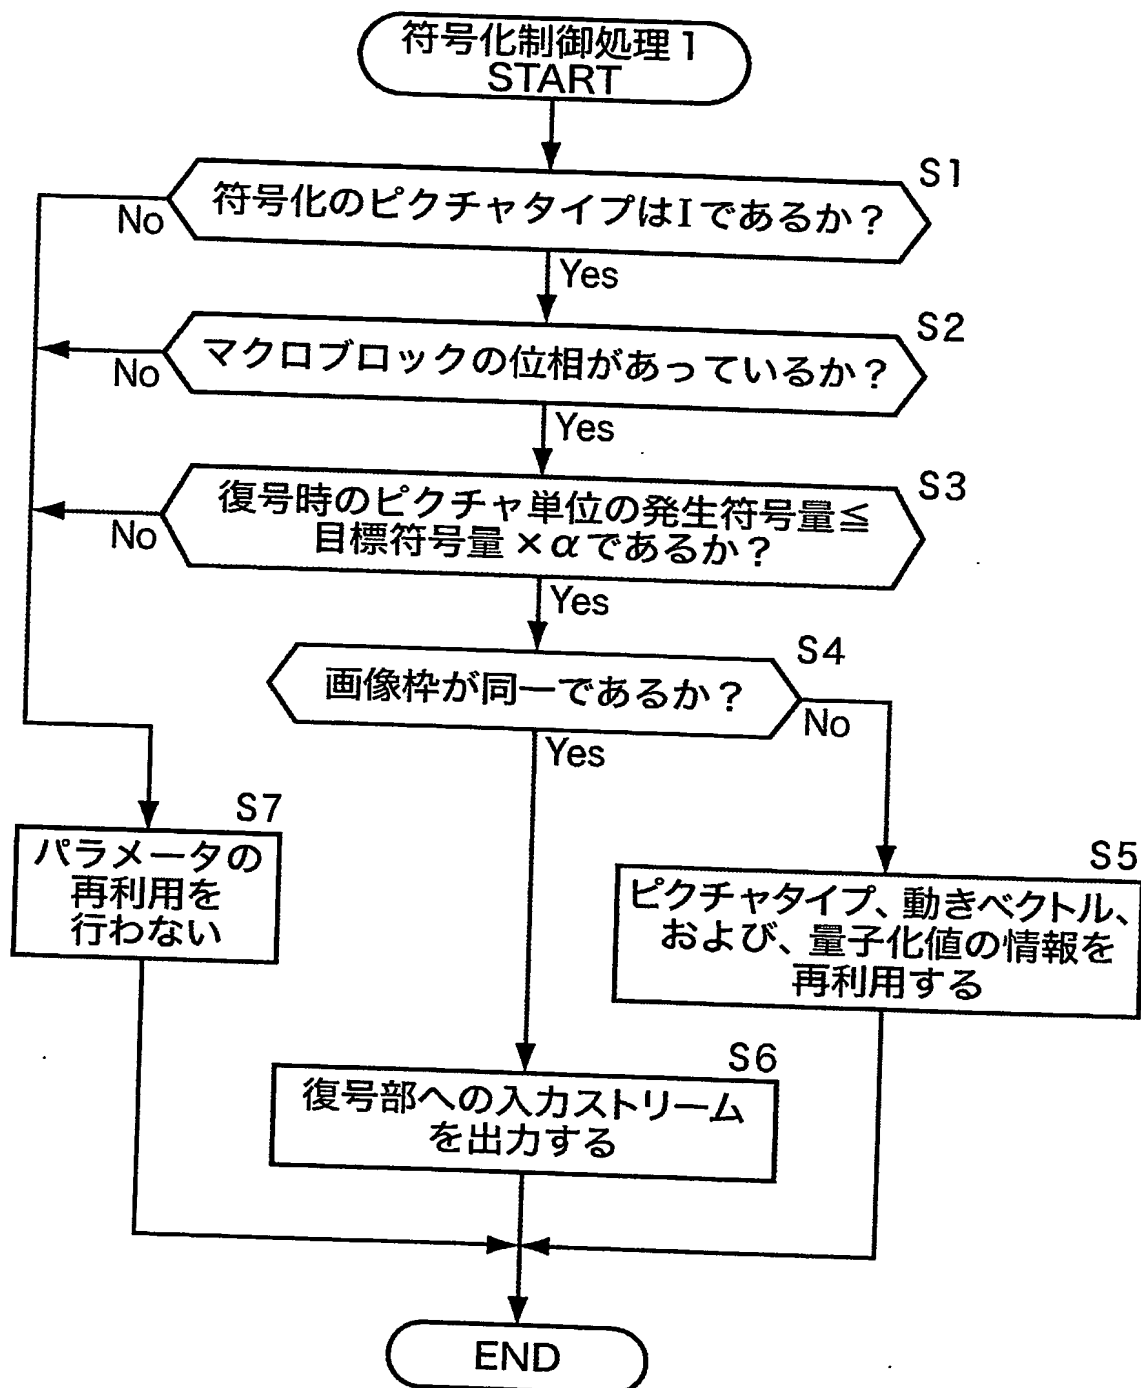 符号化制御処理1
START
S1
符号化のピクチャタイプはIであるか？
No
Yes
S2
マクロブロックの位相があっているか？
No
Yes
S3
復号時のピクチャ単位の発生符号量≦
目標符号量×αであるか？
No
Yes
S4
画像枠が同一であるか？
No
Yes
S7
パラメータの
再利用を
行わない
S5
ピクチャタイプ、動きベクトル、
および、量子化値の情報を
再利用する
S6
復号部への入力ストリーム
を出力する
END